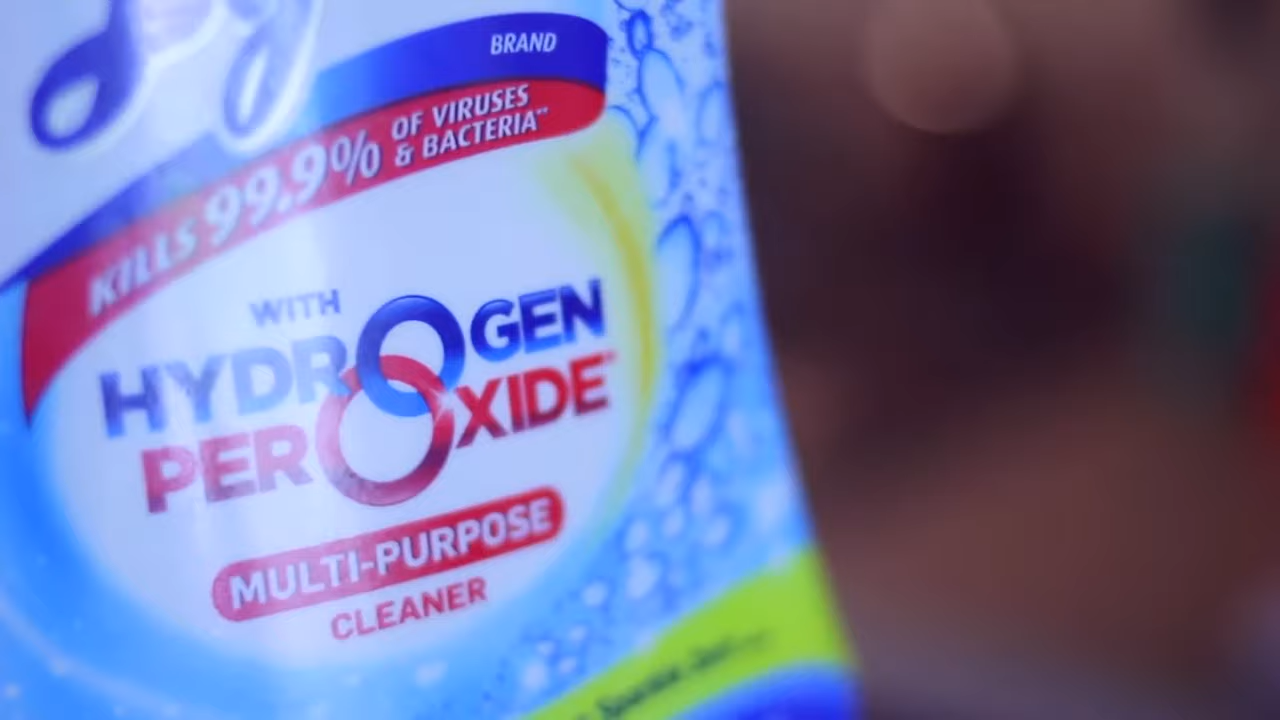 BRAND
KILLS 99.9% OF VIRUSES
& BACTERIA**
WITH
HYDROGEN
PEROXIDE
MULTI-PURPOSE
CLEANER